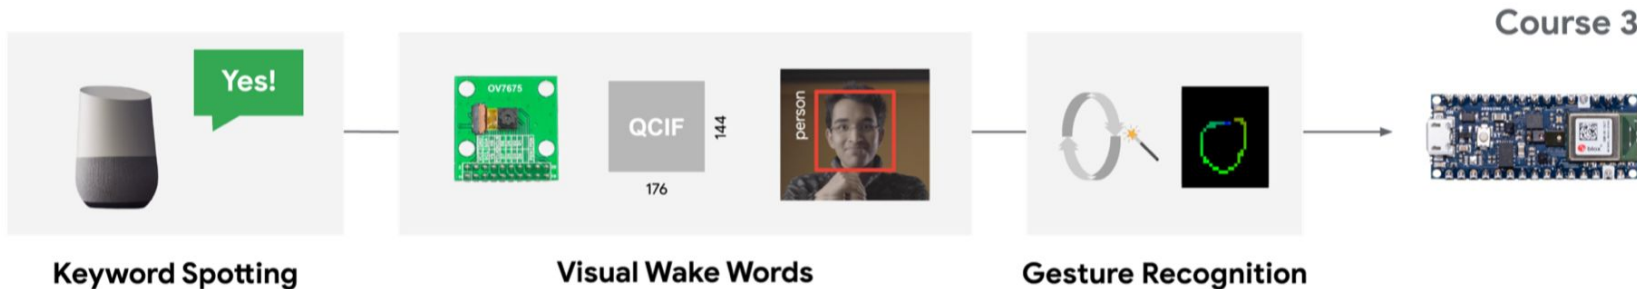 Course 3
Yes!
OV7675
QCIF
144
176
person
Keyword Spotting
Visual Wake Words
Gesture Recognition